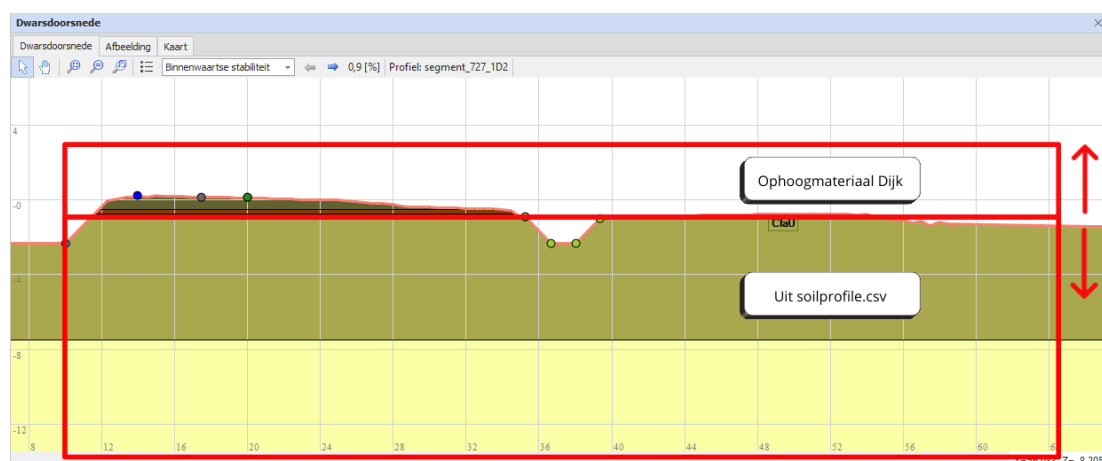 Dwarsdoorsnede
Dwarsdoorsnede Afbeelding Kaart
Binnenwaartse stabiliteit 0,9 [%] Profiel: segment_727_1D2
4
Ophoogmateriaal Dijk
-0
ClaU
-4
Uit soilprofile.csv
-8
-12
8 12 16 20 24 28 32 36 40 44 48 52 56 60